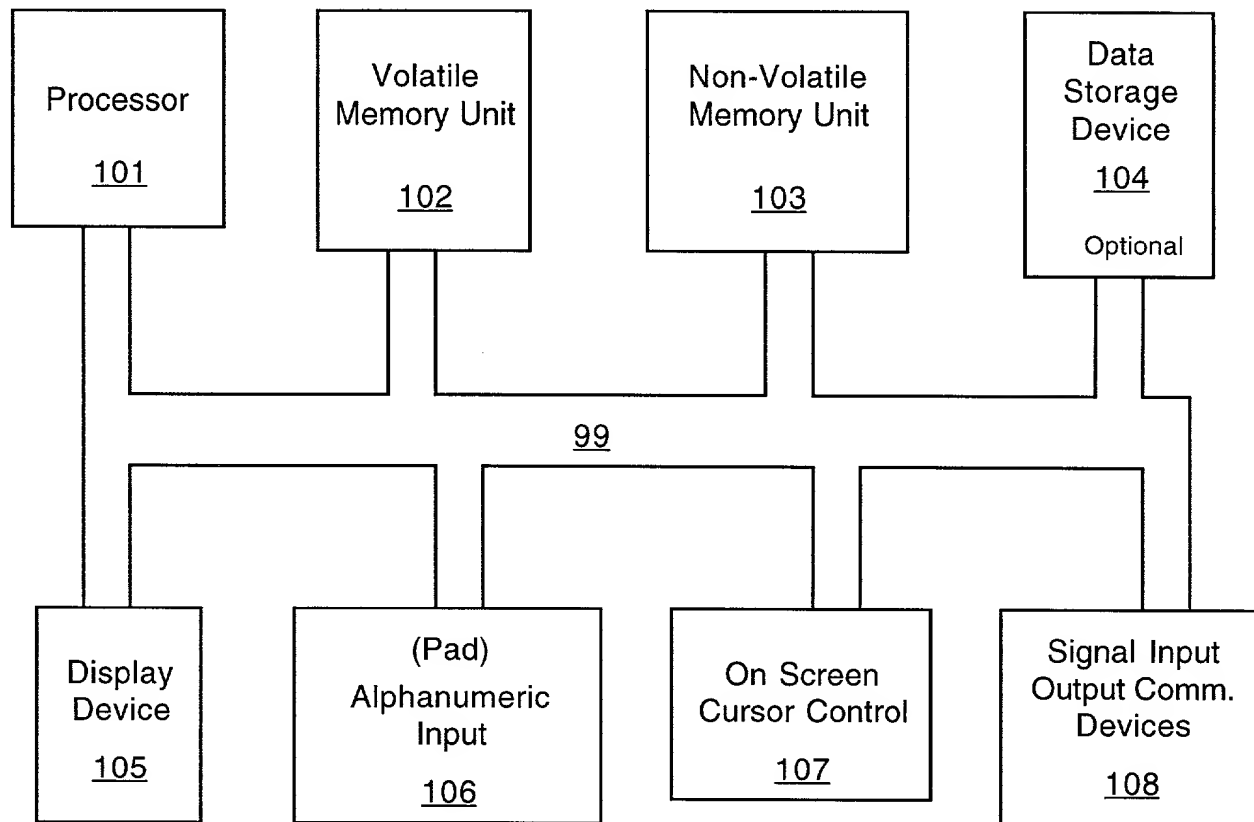 Processor
101
Volatile
Memory Unit
102
Non-Volatile
Memory Unit
103
Data
Storage
Device
104
Optional
99
Display
Device
105
(Pad)
Alphanumeric
Input
106
On Screen
Cursor Control
107
Signal Input
Output Comm.
Devices
108